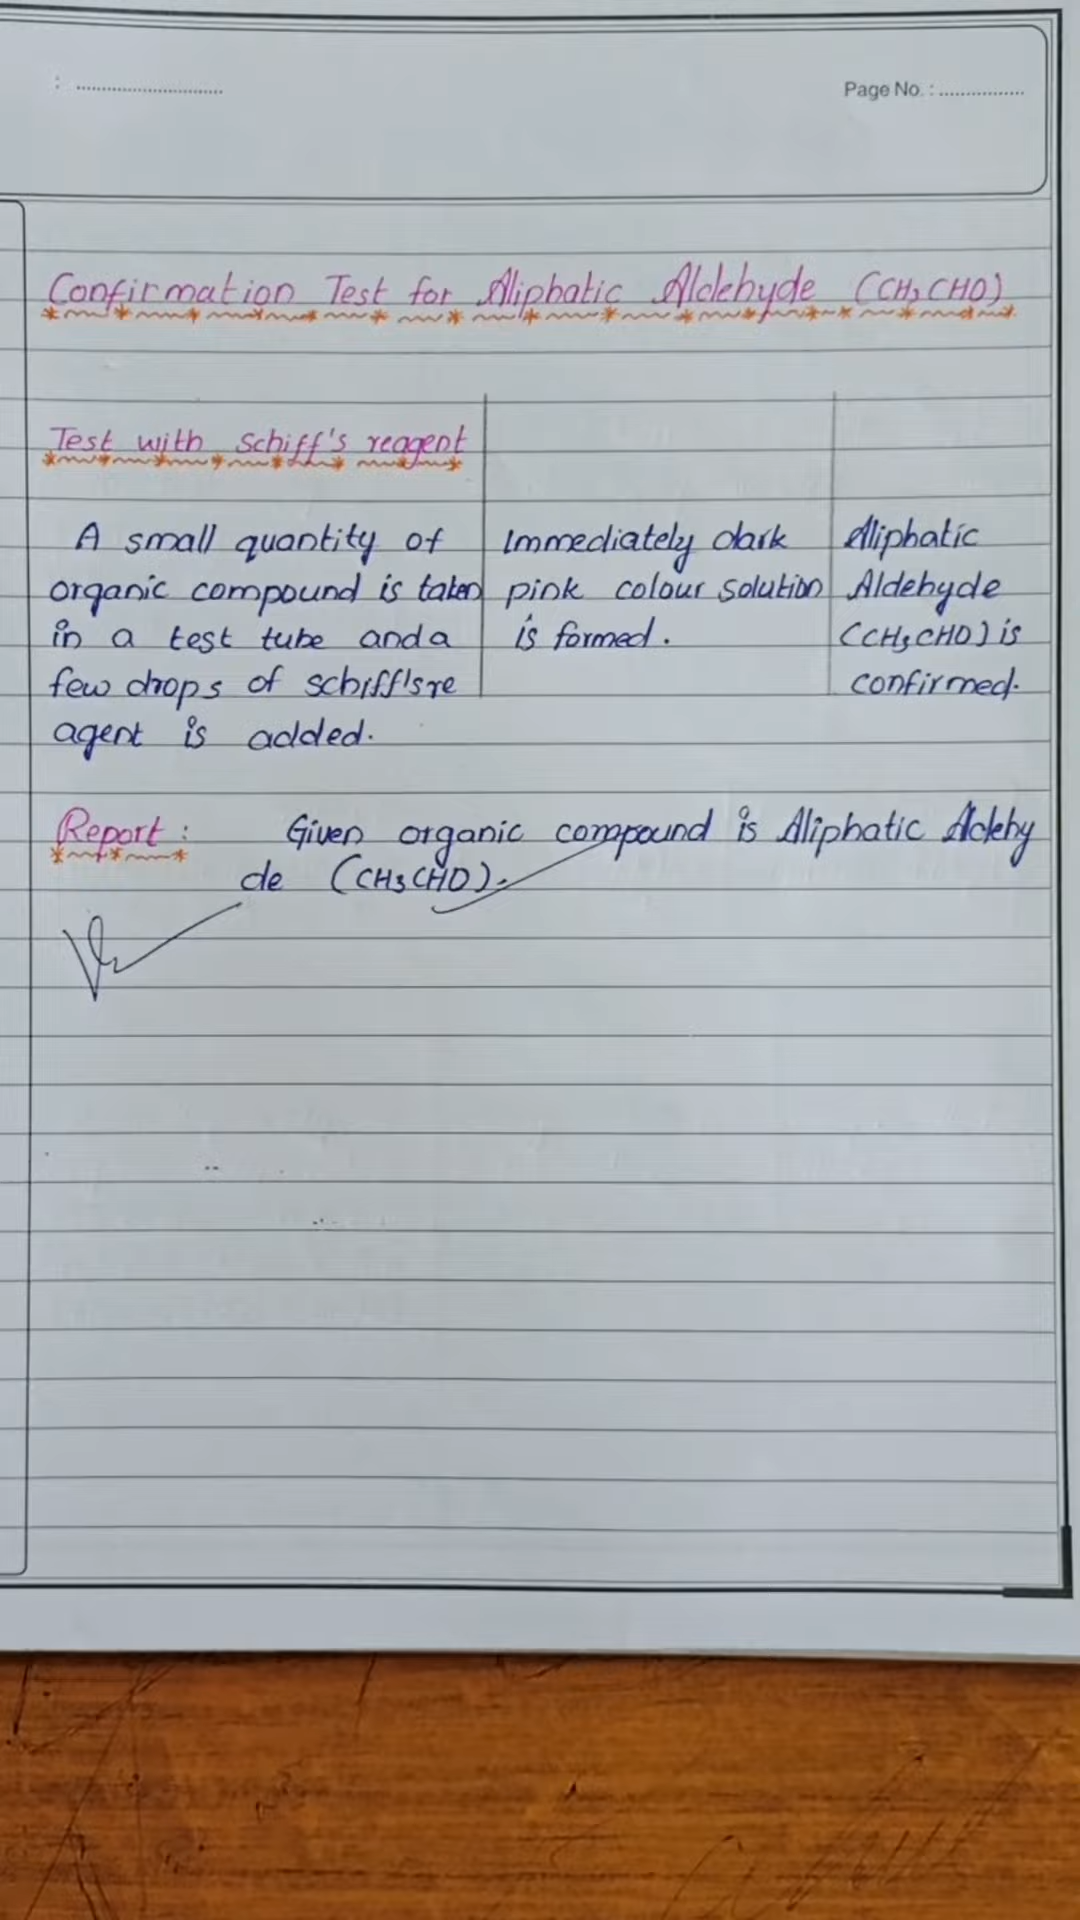 : ............................
Page No. : ................
Confirmation Test for Aliphatic Aldehyde (CH3CHO)
Test with schiff's reagent
A small quantity of
organic compound is taken
in a test tube and a
few drops of schiff's re
agent is added.
Immediately dark
pink colour solution
is formed.
Aliphatic
Aldehyde
(CH3CHO) is
confirmed.
Report : Given organic compound is Aliphatic Aldehy
de (CH3CHO).